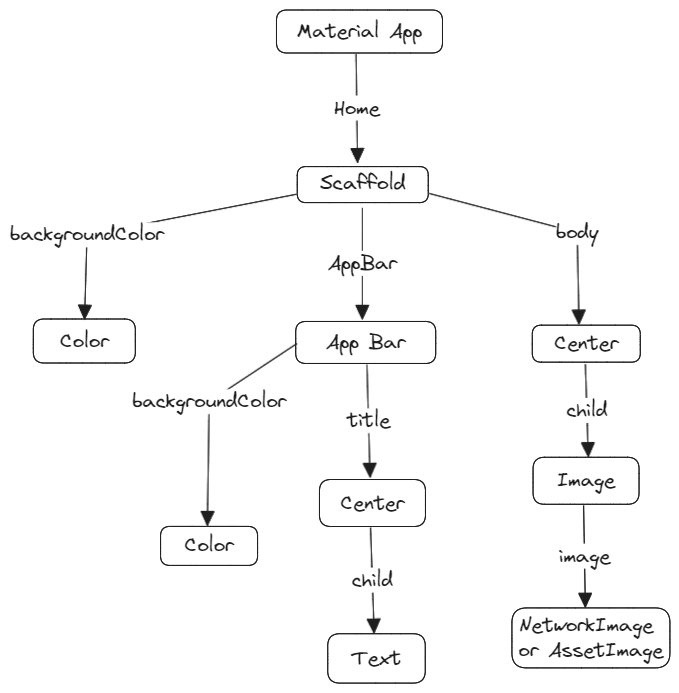 Material App
Home
Scaffold
backgroundColor
body
AppBar
Color
App Bar
Center
backgroundColor
child
title
Image
Center
Color
image
child
NetworkImage
or AssetImage
Text